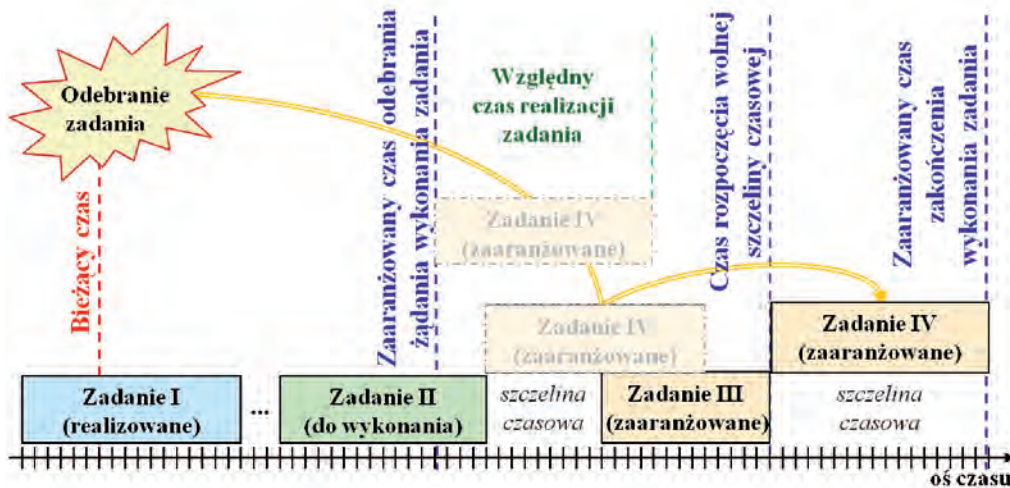 Odebranie
zadania
Bieżący czas
Zaaranżowany czas odebrania
żądania wykonania zadania
Względny
czas realizacji
zadania
Czas rozpoczęcia wolnej
szczeliny czasowej
Zaaranżowany czas
zakończenia
wykonania zadania
Zadanie IV
(zaaranżowane)
Zadanie IV
(zaaranżowane)
Zadanie IV
(zaaranżowane)
Zadanie I
(realizowane)
...
Zadanie II
(do wykonania)
szczelina
czasowa
Zadanie III
(zaaranżowane)
szczelina
czasowa
oś czasu